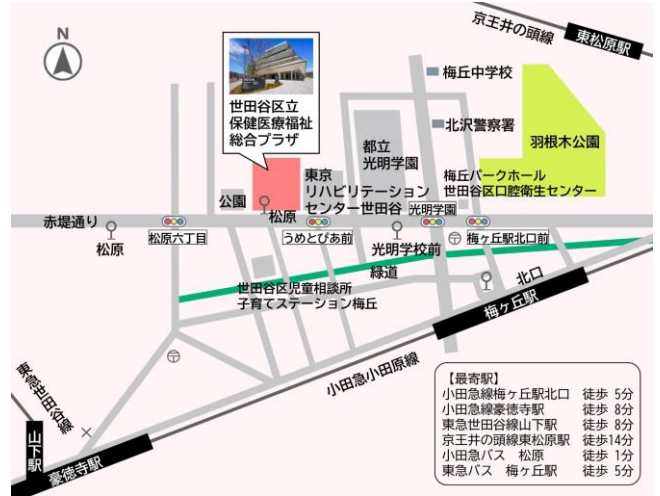 N
京王井の頭線
東松原駅
世田谷区立
保健医療福祉
総合プラザ
梅丘中学校
北沢警察署
羽根木公園
都立
光明学園
梅丘パークホール
世田谷区口腔衛生センター
東京
リハビリテーション
センター世田谷
公園
松原
光明学園
赤堤通り
松原
松原六丁目
うめとぴあ前
光明学校前
梅ヶ丘駅北口前
緑道
北口
世田谷区児童相談所
子育てステーション梅丘
梅ヶ丘駅
小田急小田原線
東急世田谷線
山下駅
豪徳寺駅
【最寄駅】
小田急線梅ヶ丘駅北口 徒歩 5分
小田急線豪徳寺駅 徒歩 8分
東急世田谷線山下駅 徒歩 8分
京王井の頭線東松原駅 徒歩14分
小田急バス 松原 徒歩 1分
東急バス 梅ヶ丘駅 徒歩 5分